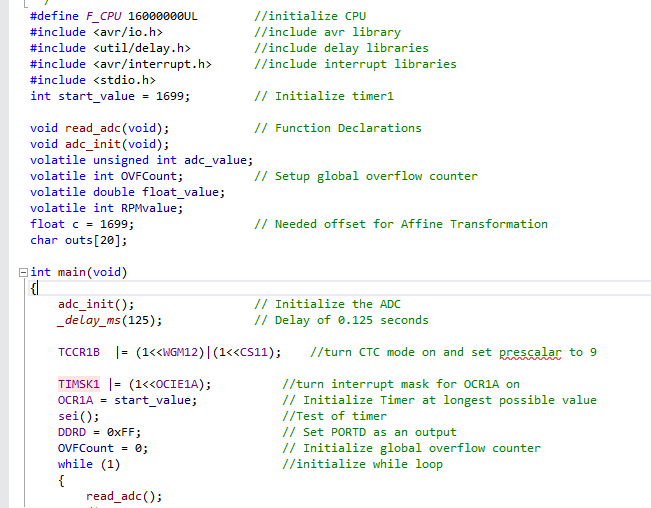 #define F_CPU 16000000UL        //initialize CPU
#include <avr/io.h>             //include avr library
#include <util/delay.h>         //include delay libraries
#include <avr/interrupt.h>      //include interrupt libraries
#include <stdio.h>
int start_value = 1699;         // Initialize timer1
void read_adc(void);            // Function Declarations
void adc_init(void);
volatile unsigned int adc_value;
volatile int OVFCount;          // Setup global overflow counter
volatile double float_value;
volatile int RPMvalue;
float c = 1699;                 // Needed offset for Affine Transformation
char outs[20];
int main(void)
{
    adc_init();                 // Initialize the ADC
    _delay_ms(125);             // Delay of 0.125 seconds
    TCCR1B  |= (1<<WGM12)|(1<<CS11);    //turn CTC mode on and set prescalar to 9
    TIMSK1 |= (1<<OCIE1A);          //turn interrupt mask for OCR1A on
    OCR1A = start_value;            // Initialize Timer at longest possible value
    sei();                          //Test of timer
    DDRD = 0xFF;                    // Set PORTD as an output
    OVFCount = 0;                   // Initialize global overflow counter
    while (1)                       //initialize while loop
    {
        read_adc();